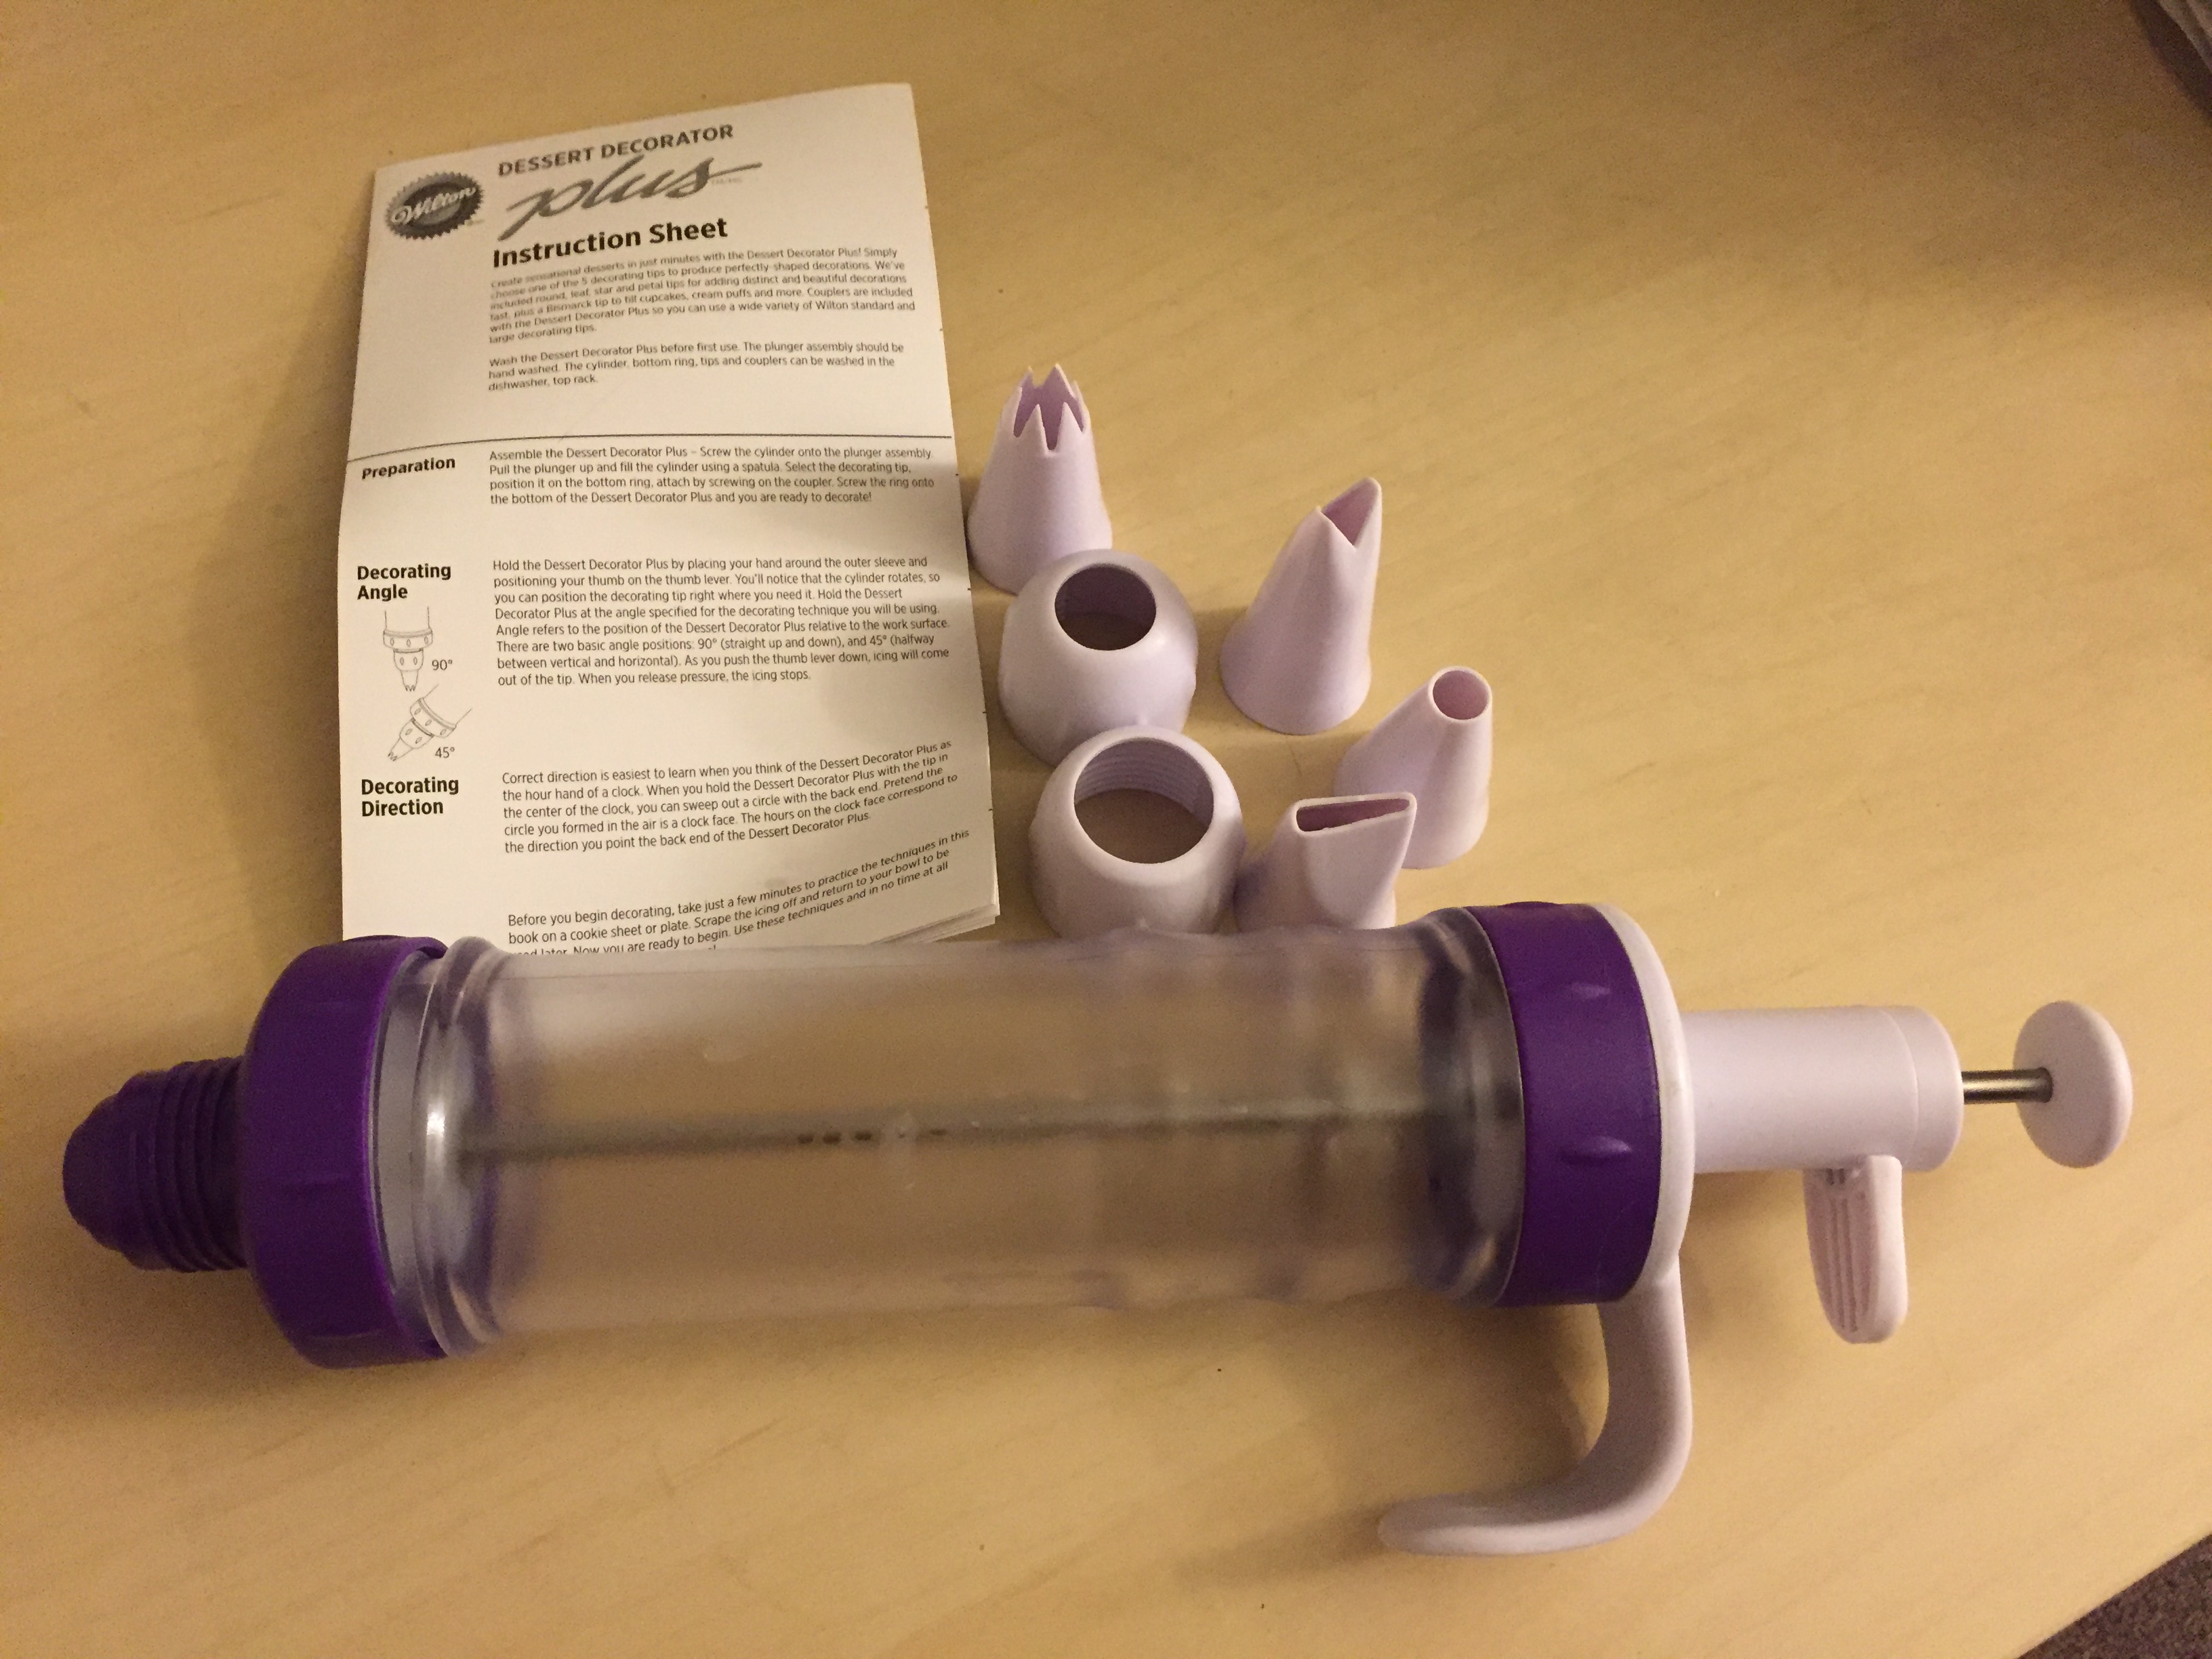 Wilton
DESSERT DECORATOR
plus
Instruction Sheet
Create sensational desserts in just minutes with the Dessert Decorator Plus! Simply
choose one of the 5 decorating tips to produce perfectly-shaped decorations. We've
included round, leaf, star and petal tips for adding distinct and beautiful decorations
fast, plus a Bismarck tip to fill cupcakes, cream puffs and more. Couplers are included
with the Dessert Decorator Plus so you can use a wide variety of Wilton standard and
large decorating tips.
Wash the Dessert Decorator Plus before first use. The plunger assembly should be
hand washed. The cylinder, bottom ring, tips and couplers can be washed in the
dishwasher, top rack.
Preparation
Assemble the Dessert Decorator Plus – Screw the cylinder onto the plunger assembly.
Pull the plunger up and fill the cylinder using a spatula. Select the decorating tip,
position it on the bottom ring, attach by screwing on the coupler. Screw the ring onto
the bottom of the Dessert Decorator Plus and you are ready to decorate!
Decorating
Angle
90°
45°
Hold the Dessert Decorator Plus by placing your hand around the outer sleeve and
positioning your thumb on the thumb lever. You'll notice that the cylinder rotates, so
you can position the decorating tip right where you need it. Hold the Dessert
Decorator Plus at the angle specified for the decorating technique you will be using.
Angle refers to the position of the Dessert Decorator Plus relative to the work surface.
There are two basic angle positions: 90° (straight up and down), and 45° (halfway
between vertical and horizontal). As you push the thumb lever down, icing will come
out of the tip. When you release pressure, the icing stops.
Decorating
Direction
Correct direction is easiest to learn when you think of the Dessert Decorator Plus as
the hour hand of a clock. When you hold the Dessert Decorator Plus with the tip in
the center of the clock, you can sweep out a circle with the back end. Pretend the
circle you formed in the air is a clock face. The hours on the clock face correspond to
the direction you point the back end of the Dessert Decorator Plus.
Before you begin decorating, take just a few minutes to practice the techniques in this
book on a cookie sheet or plate. Scrape the icing off and return to your bowl to be
later. Now you are ready to begin. Use these techniques and in no time at all